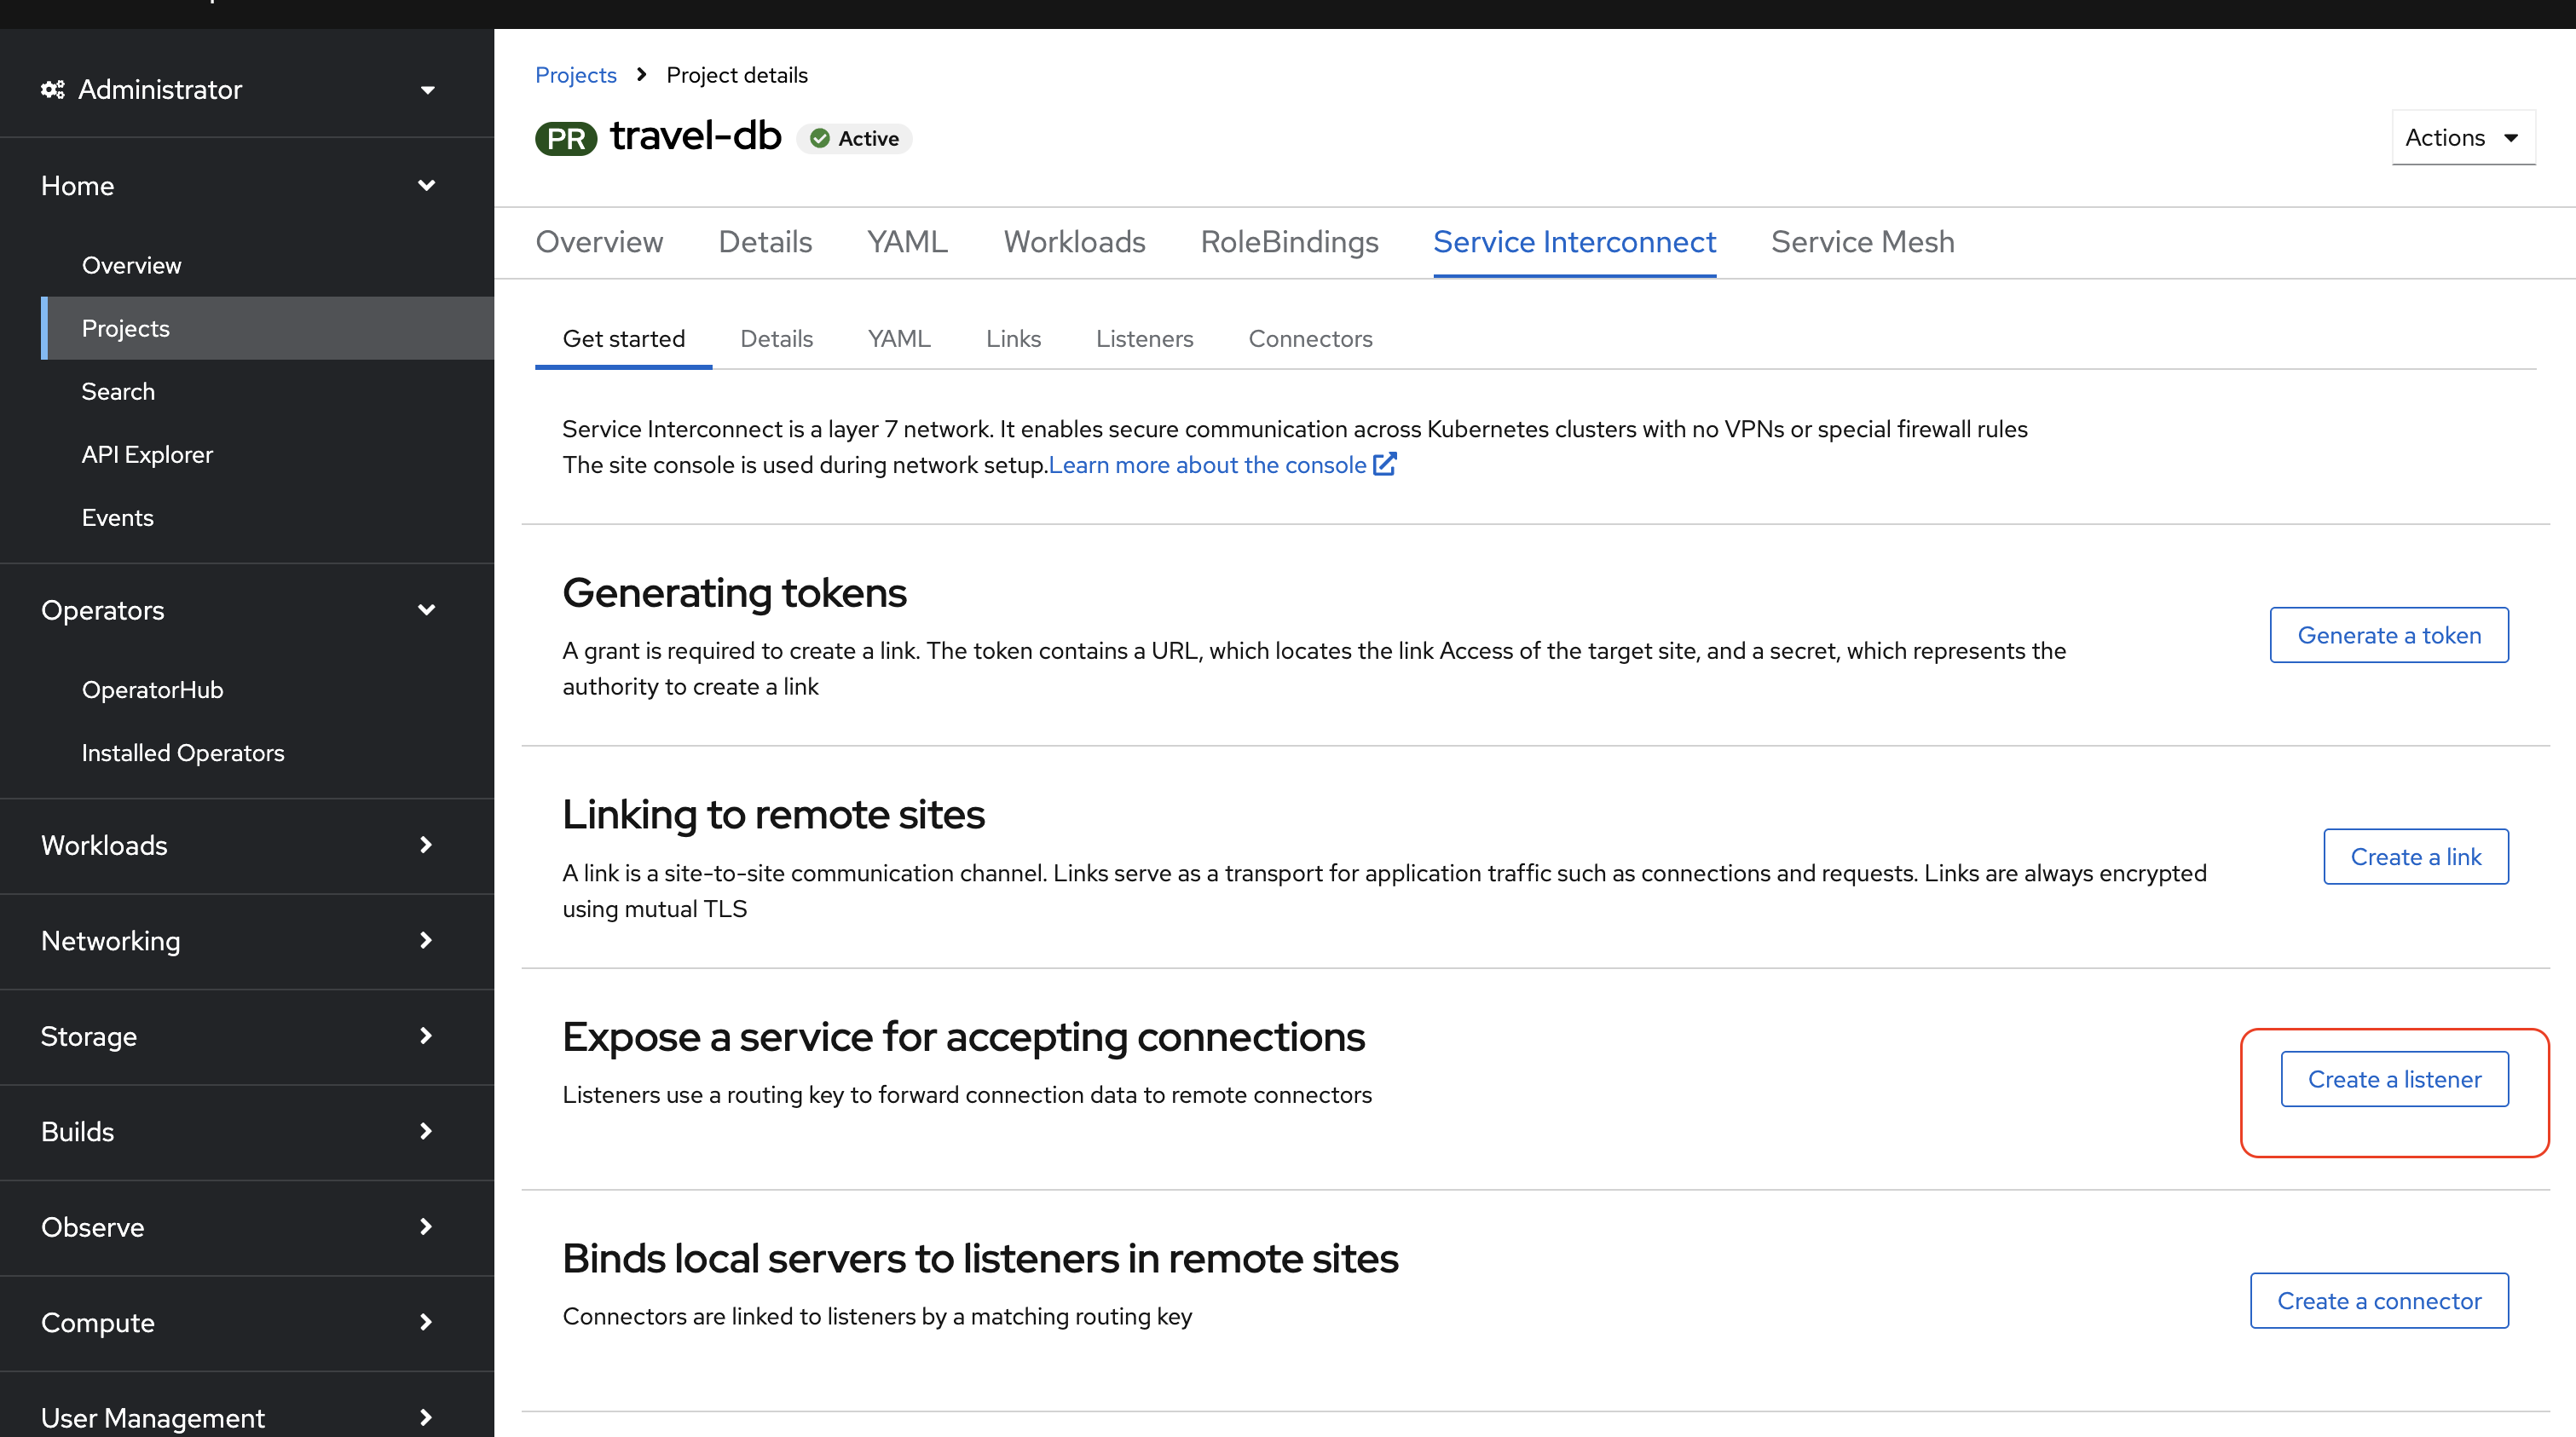 Administrator
Home
Overview
Projects
Search
API Explorer
Events
Operators
OperatorHub
Installed Operators
Workloads
Networking
Storage
Builds
Observe
Compute
User Management
Projects Project details
PR travel-db Active
Actions
Overview Details YAML Workloads RoleBindings Service Interconnect Service Mesh
Get started Details YAML Links Listeners Connectors
Service Interconnect is a layer 7 network. It enables secure communication across Kubernetes clusters with no VPNs or special firewall rules
The site console is used during network setup.Learn more about the console
Generating tokens
A grant is required to create a link. The token contains a URL, which locates the link Access of the target site, and a secret, which represents the
authority to create a link
Generate a token
Linking to remote sites
A link is a site-to-site communication channel. Links serve as a transport for application traffic such as connections and requests. Links are always encrypted
using mutual TLS
Create a link
Expose a service for accepting connections
Listeners use a routing key to forward connection data to remote connectors
Create a listener
Binds local servers to listeners in remote sites
Connectors are linked to listeners by a matching routing key
Create a connector